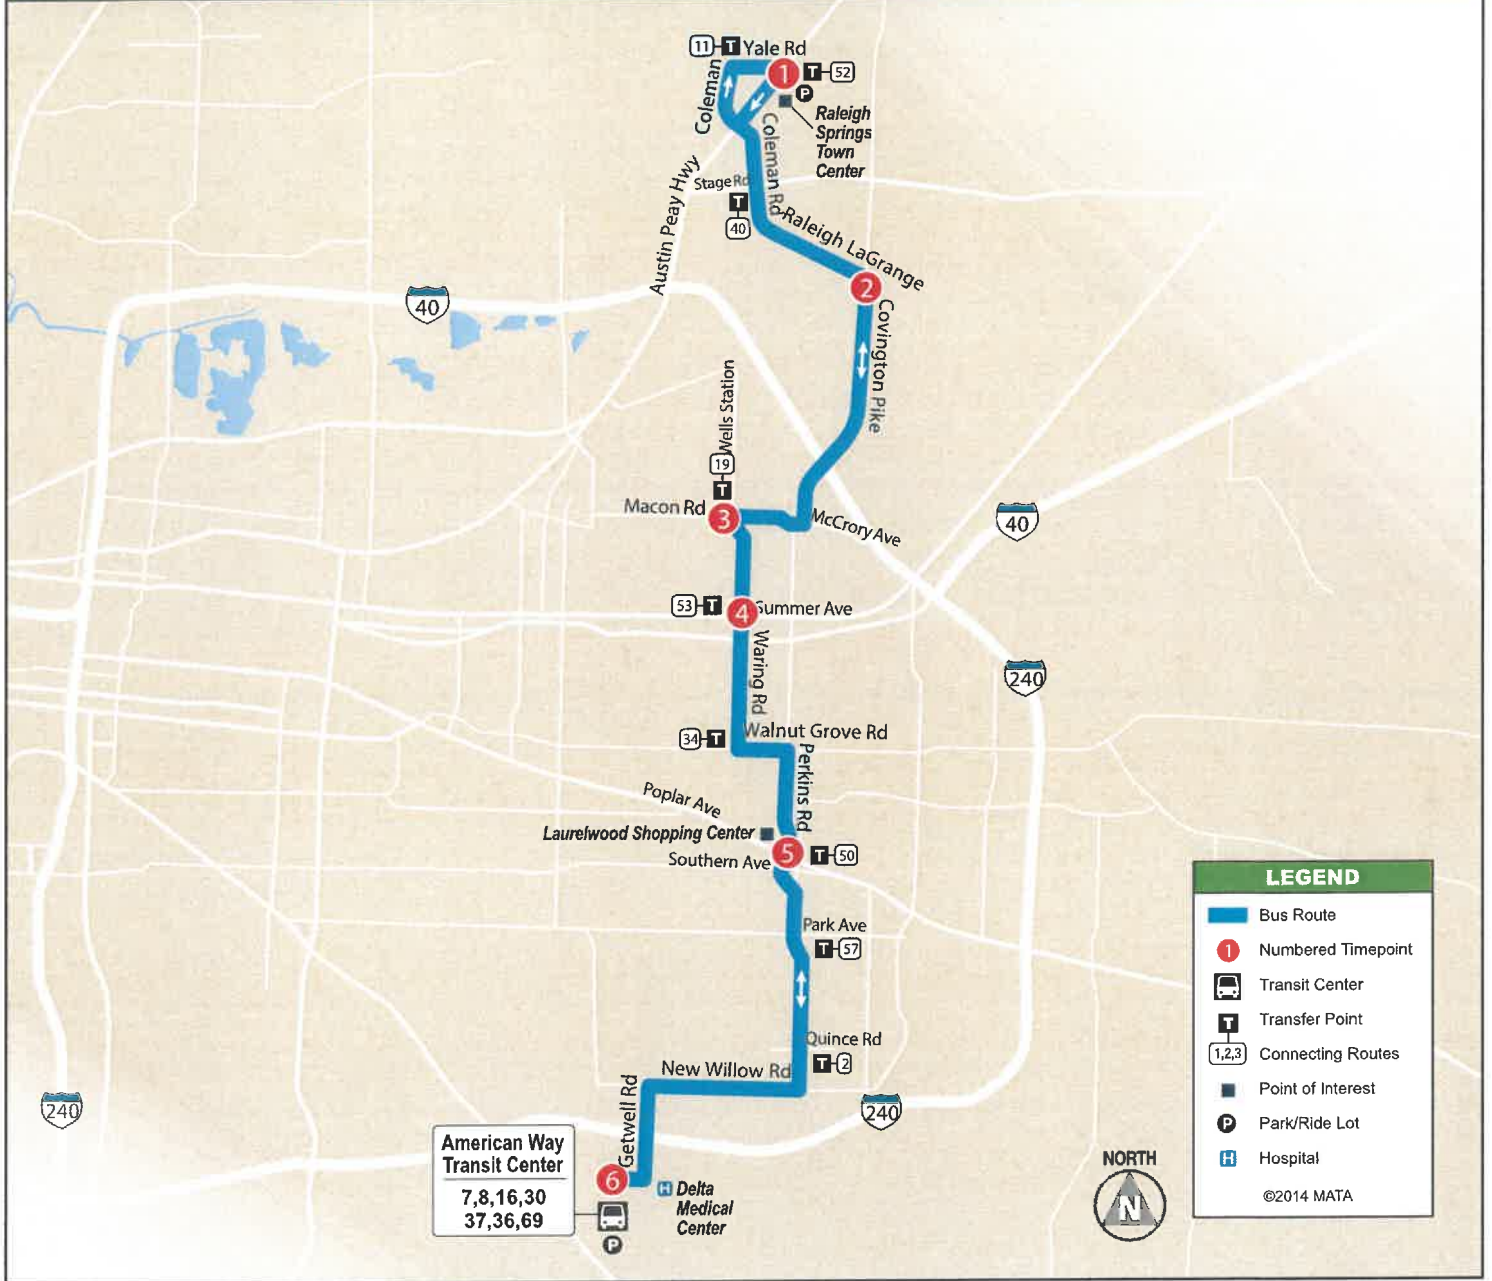 11 T Yale Rd
1 T 52
P
Coleman
Raleigh
Springs
Town
Center
Coleman Rd
Stage Rd
T
40
Austin Peay Hwy
Raleigh LaGrange
2
40
Covington Pike
Wells Station
19
T
Macon Rd
3
McCrory Ave
40
53 T
4
Summer Ave
Waring Rd
240
34 T
Walnut Grove Rd
Perkins Rd
Poplar Ave
Laurelwood Shopping Center
5
T 50
Southern Ave
Park Ave
T 57
Quince Rd
T 2
New Willow Rd
Getwell Rd
240
240
American Way
Transit Center
7,8,16,30
37,36,69
6
P
H Delta
Medical
Center
NORTH
N
LEGEND
Bus Route
1 Numbered Timepoint
Transit Center
T Transfer Point
1,2,3 Connecting Routes
Point of Interest
P Park/Ride Lot
H Hospital
©2014 MATA